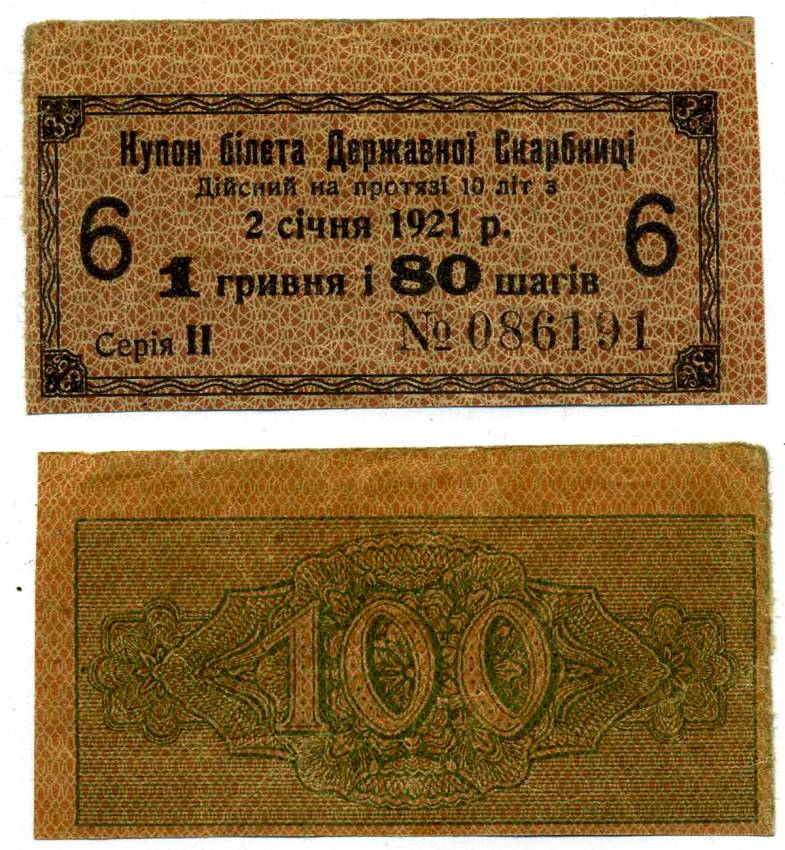 Купон білета Державної Скарбниці
Дійсний на протязі 10 літ з
6 2 січня 1921 р. 6
1 гривня і 80 шагів
Серія II № 086191
100